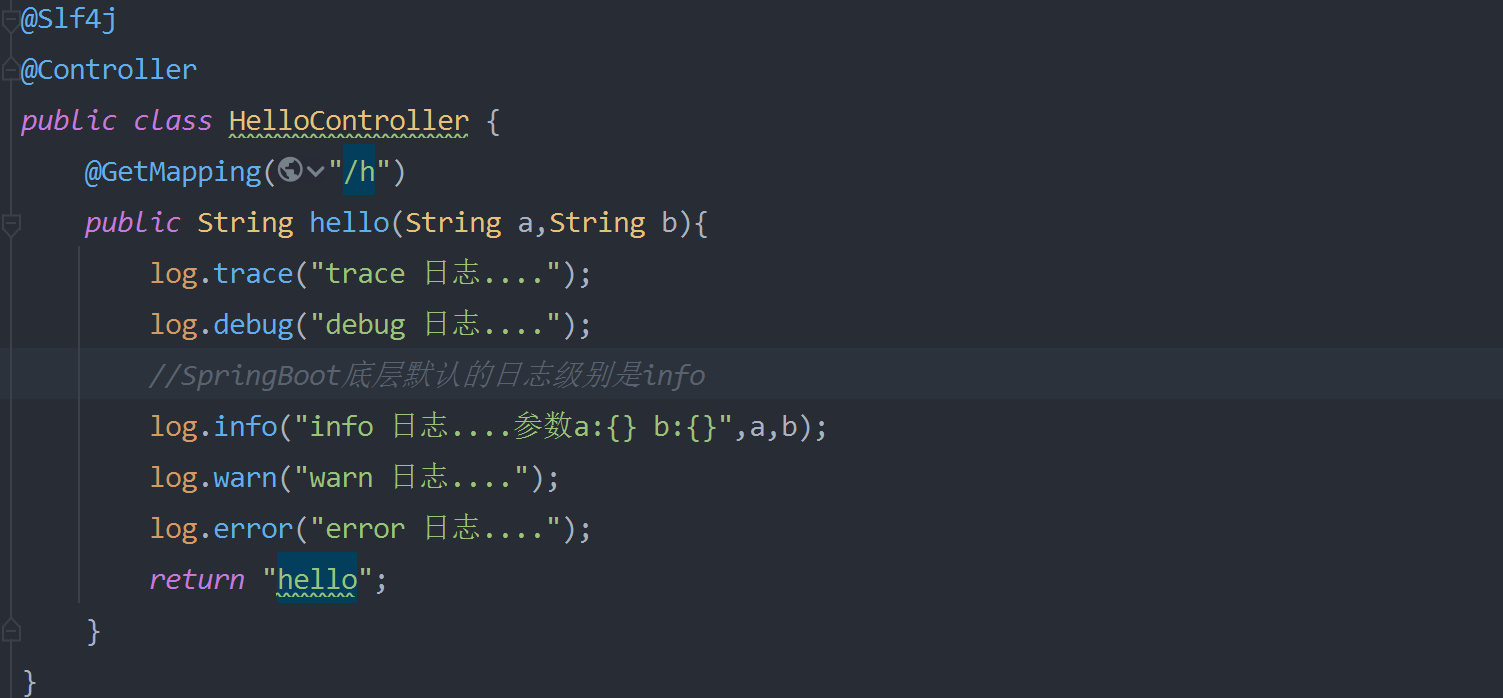 @Slf4j
@Controller
public class HelloController {
@GetMapping("/h")
public String hello(String a,String b){
log.trace("trace 日志....");
log.debug("debug 日志....");
//SpringBoot底层默认的日志级别是info
log.info("info 日志....参数a:{} b:{}",a,b);
log.warn("warn 日志....");
log.error("error 日志....");
return "hello";
}
}